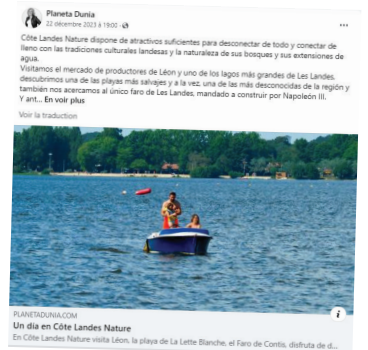 Planeta Dunia
22 décembre 2023 à 19:00 ·
Côte Landes Nature dispone de atractivos suficientes para desconectar de todo y conectar de
lleno con las tradiciones culturales landesas y la naturaleza de sus bosques y sus extensiones de
agua.
Visitamos el mercado de productores de Léon y uno de los lagos más grandes de Les Landes,
descubrimos una de las playas más salvajes y a la vez, una de las más desconocidas de la región y
también nos acercamos al único faro de Les Landes, mandado a construir por Napoleón III.
Y ant... En voir plus
Voir la traduction
PLANETADUNIA.COM
Un día en Côte Landes Nature
En Côte Landes Nature visita Léon, la playa de La Lette Blanche, el Faro de Contis, disfruta de d...